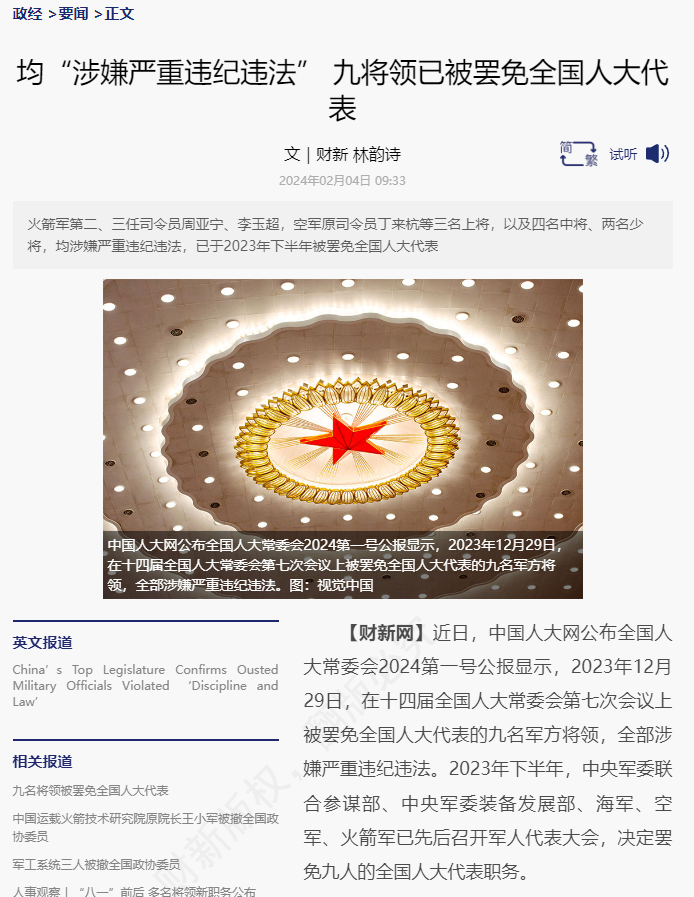 政经 >要闻 >正文
均“涉嫌严重违纪违法” 九将领已被罢免全国人大代
表
文 | 财新 林韵诗
简
繁
试听
2024年02月04日 09:33
火箭军第二、三任司令员周亚宁、李玉超，空军原司令员丁来杭等三名上将，以及四名中将、两名少
将，均涉嫌严重违纪违法，已于2023年下半年被罢免全国人大代表
中国人大网公布全国人大常委会2024第一号公报显示，2023年12月29日，
在十四届全国人大常委会第七次会议上被罢免全国人大代表的九名军方将
领，全部涉嫌严重违纪违法。图：视觉中国
英文报道
China’s Top Legislature Confirms Ousted
Military Officials Violated ‘Discipline and
Law’
相关报道
九名将领被罢免全国人大代表
中国运载火箭技术研究院原院长王小军被撤全国政
协委员
军工系统三人被撤全国政协委员
人事观察丨“八一”前后 多名将领新职务公布
【财新网】近日，中国人大网公布全国人
大常委会2024第一号公报显示，2023年12月
29日，在十四届全国人大常委会第七次会议上
被罢免全国人大代表的九名军方将领，全部涉
嫌严重违纪违法。2023年下半年，中央军委联
合参谋部、中央军委装备发展部、海军、空
军、火箭军已先后召开军人代表大会，决定罢
免九人的全国人大代表职务。
财新版权，翻版必究